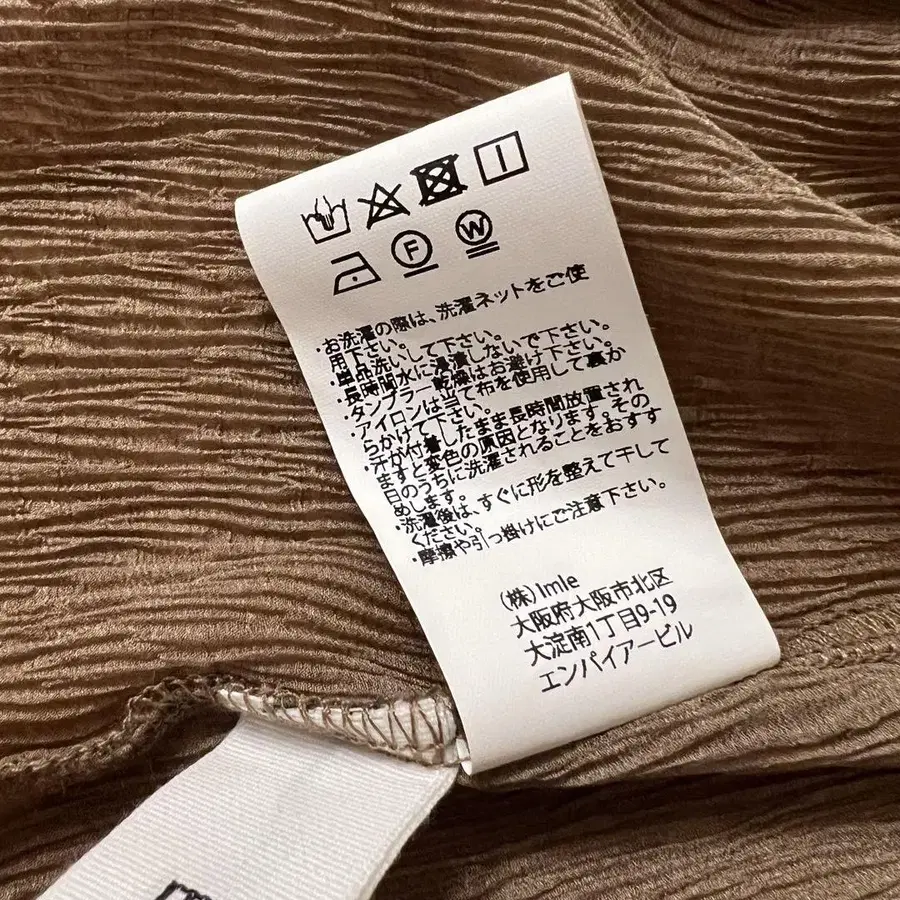 F W
・お洗濯の際は、洗濯ネットをご使
用下さい。
・単品洗いして下さい。
・長時間水に浸漬しないで下さい。
・タンブラー乾燥はお避け下さい。
・アイロンは当て布を使用して裏か
らかけて下さい。
・汗が付着したまま長時間放置され
ますと変色の原因となります。その
日のうちに洗濯されることをおすす
めします。
・洗濯後は、すぐに形を整えて干して
ください。
・摩擦や引っ掛けにご注意下さい。
(株)Imle
大阪府大阪市北区
大淀南1丁目9-19
エンパイアービル